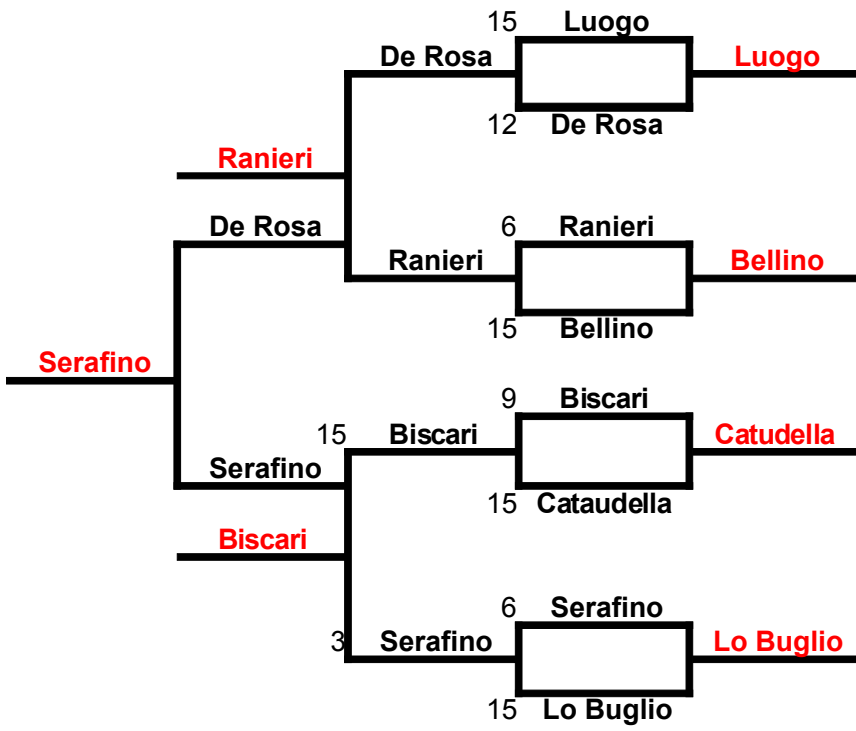 15 Luogo
De Rosa Luogo
12 De Rosa
Ranieri
De Rosa 6 Ranieri
Ranieri Bellino
15 Bellino
Serafino
9 Biscari
15 Biscari Catudella
Serafino
15 Cataudella
Biscari
6 Serafino
3 Serafino Lo Buglio
15 Lo Buglio